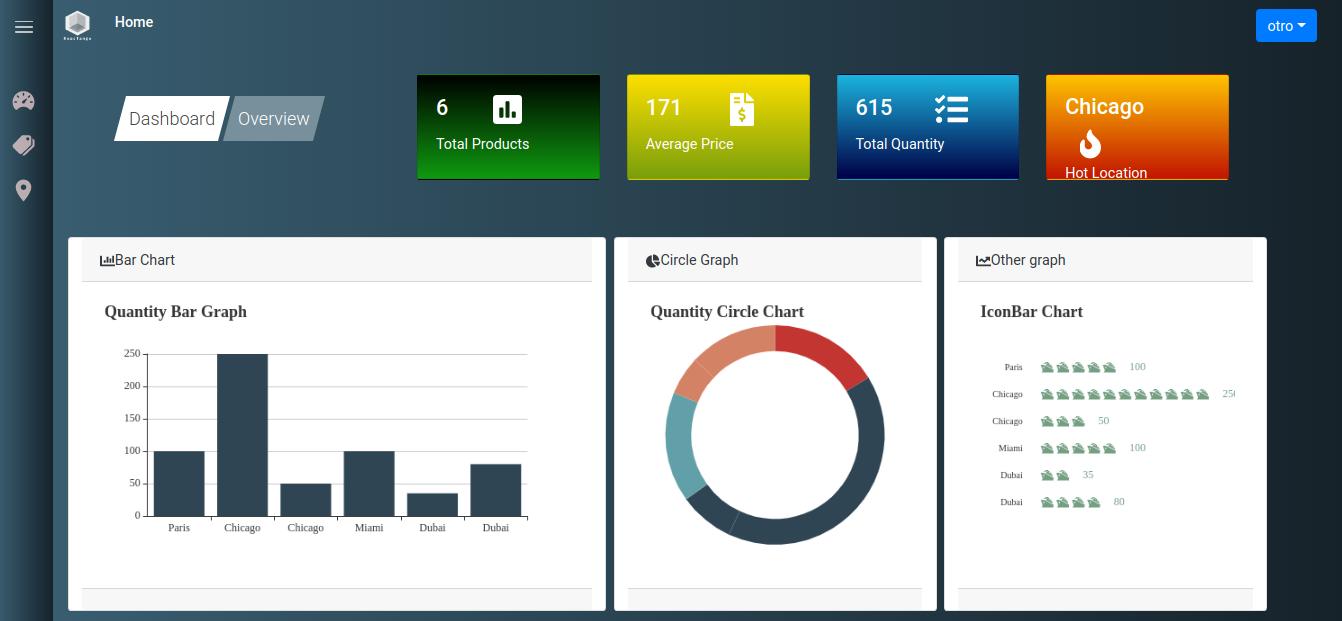 Home
otro
Dashboard
Overview
6
Total Products
171
Average Price
615
Total Quantity
Chicago
Hot Location
Bar Chart
Quantity Bar Graph
250
200
150
100
50
0
Paris Chicago Chicago Miami Dubai Dubai
Circle Graph
Quantity Circle Chart
Other graph
IconBar Chart
Paris 100
Chicago
Chicago 50
Miami 100
Dubai 35
Dubai 80